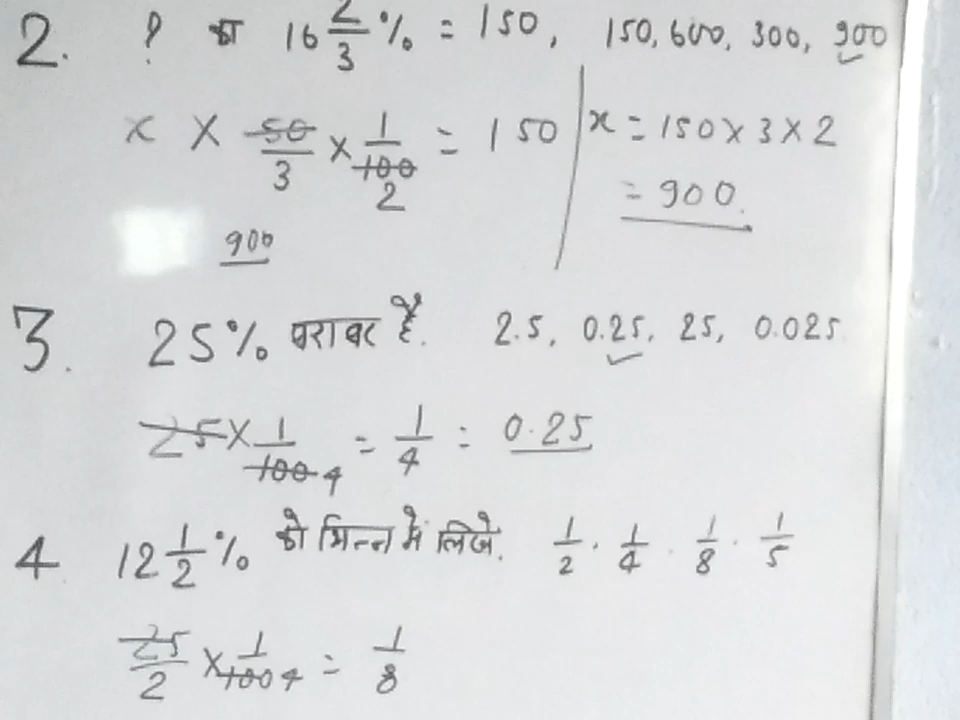 2. ? का 16 2/3 % = 150, 150, 600, 300, 900
x × 50/3 × 1/100 2 = 150
x = 150 × 3 × 2
= 900.
900
3. 25% बराबर है. 2.5, 0.25, 25, 0.025
25 × 1/100 4 = 1/4 = 0.25
4. 12 1/2 % को भिन्न में लिखे. 1/2 . 1/4 . 1/8 . 1/5
25/2 × 1/100 4 = 1/8